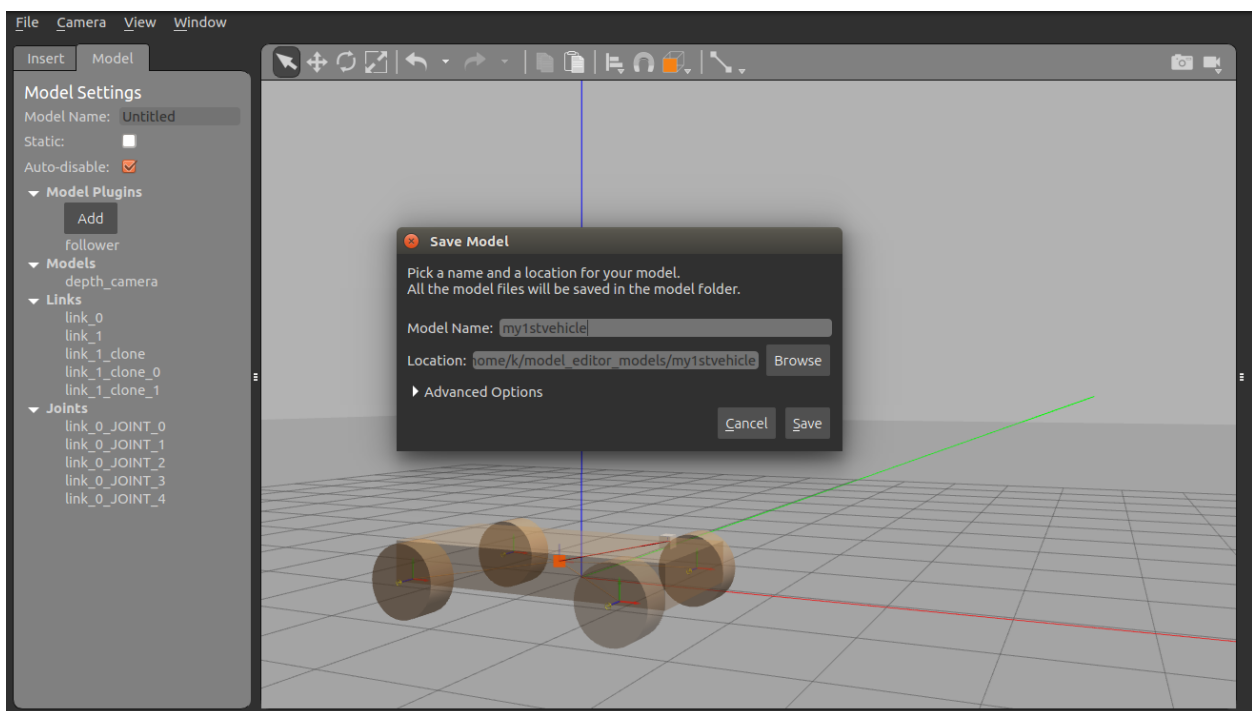 File Camera View Window
Insert Model
Model Settings
Model Name: Untitled
Static:
Auto-disable:
Model Plugins
Add
follower
Models
depth_camera
Links
link_0
link_1
link_1_clone
link_1_clone_0
link_1_clone_1
Joints
link_0_JOINT_0
link_0_JOINT_1
link_0_JOINT_2
link_0_JOINT_3
link_0_JOINT_4
Save Model
Pick a name and a location for your model.
All the model files will be saved in the model folder.
Model Name: my1stvehicle
Location: home/k/model_editor_models/my1stvehicle Browse
Advanced Options
Cancel Save